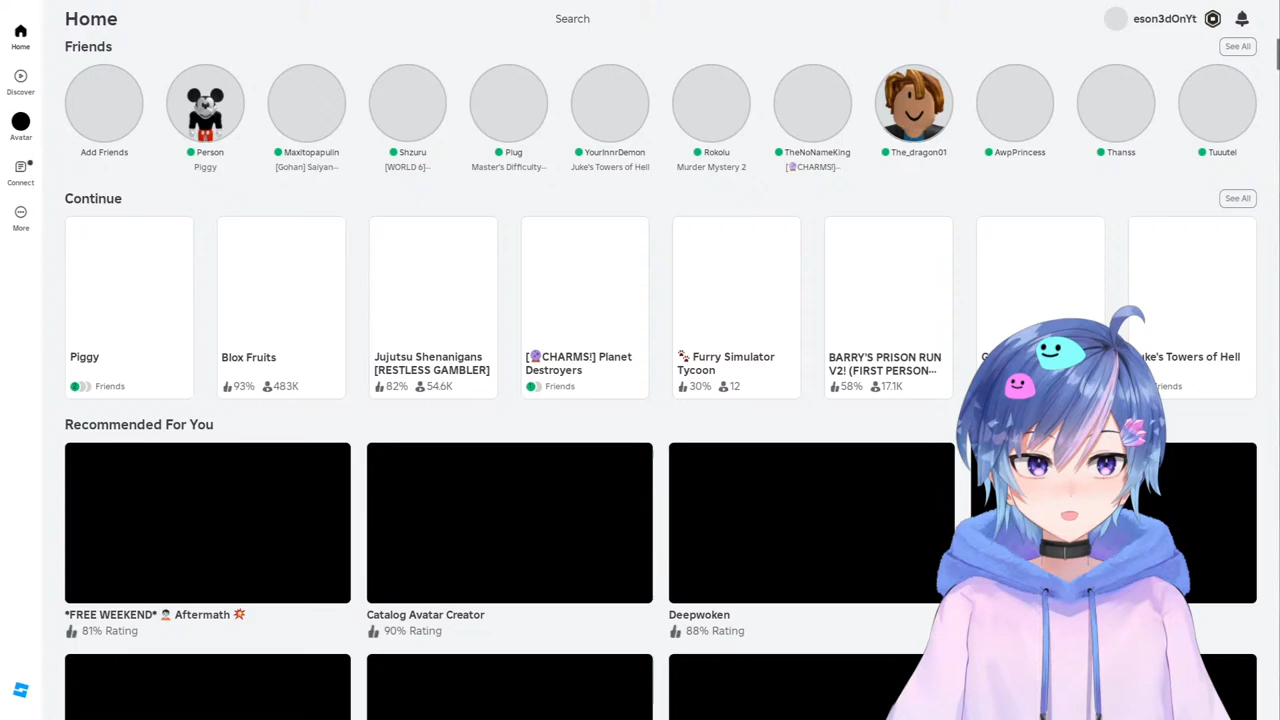 Home
Search
eson3dOnYt
Home
Discover
Avatar
Connect
More
Friends
See All
Add Friends
Person
Piggy
Maxitopapulin
[Gohan] Saiyan--
Shzuru
[WORLD 6]--
Plug
Master's Difficulty--
YourInnrDemon
Juke's Towers of Hell
Rokolu
Murder Mystery 2
TheNoNameKing
[🔮CHARMS!]--
The_dragon01
AwpPrincess
Thanss
Tuuutel
Continue
See All
Piggy
2 Friends
Blox Fruits
93% 483K
Jujutsu Shenanigans
[RESTLESS GAMBLER]
82% 54.6K
[🔮CHARMS!] Planet
Destroyers
1 Friends
🐾 Furry Simulator
Tycoon
30% 12
BARRY'S PRISON RUN
V2! (FIRST PERSON--
58% 17.1K
uke's Towers of Hell
Recommended For You
*FREE WEEKEND* 🧟 Aftermath 💥
81% Rating
Catalog Avatar Creator
90% Rating
Deepwoken
88% Rating